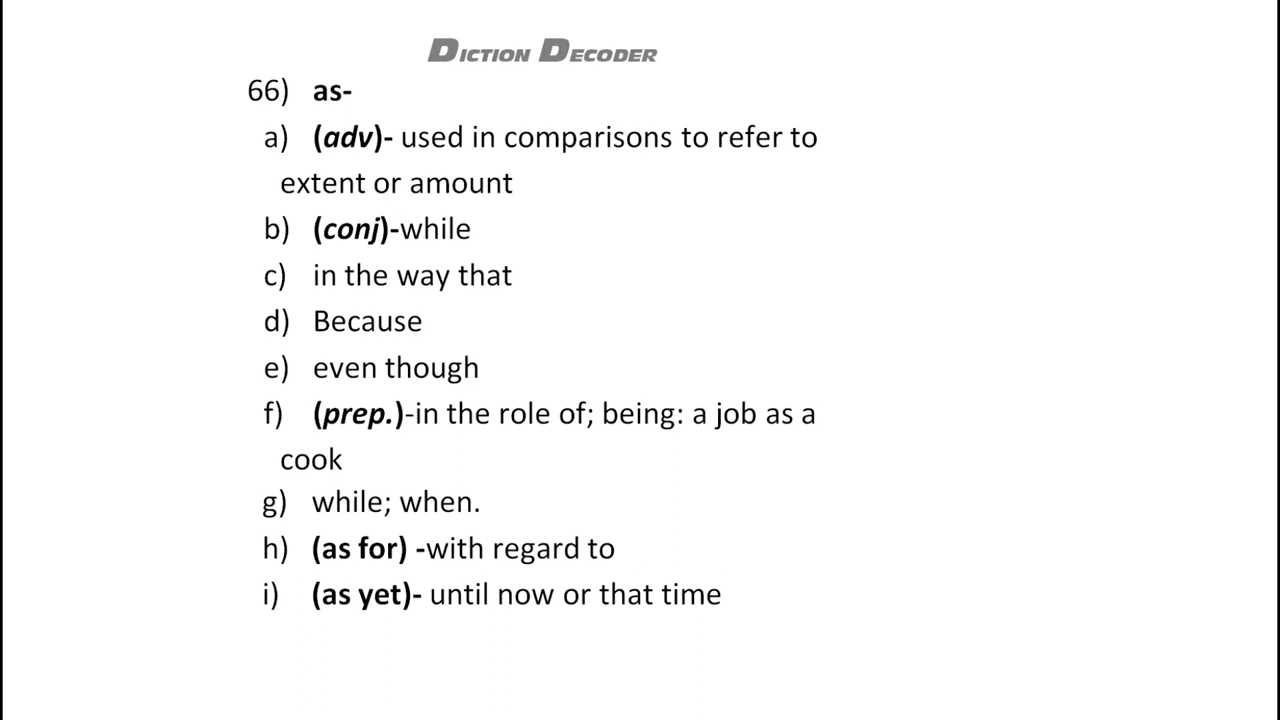 DICTION DECODER
66) as-
a) (adv)- used in comparisons to refer to
extent or amount
b) (conj)-while
c) in the way that
d) Because
e) even though
f) (prep.)-in the role of; being: a job as a
cook
g) while; when.
h) (as for) -with regard to
i) (as yet)- until now or that time